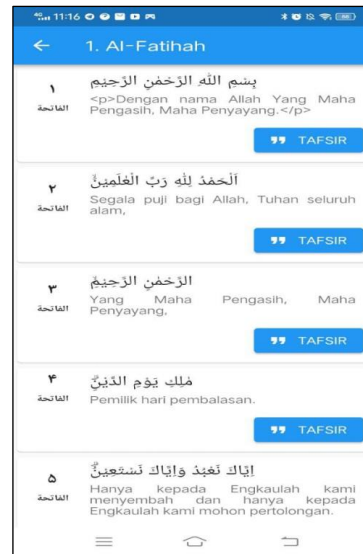 4G 11:16
1. Al-Fatihah
١
الفاتحة
بِسْمِ اللّٰهِ الرَّحْمٰنِ الرَّحِيْمِ
<p>Dengan nama Allah Yang Maha
Pengasih, Maha Penyayang.</p>
TAFSIR
٢
الفاتحة
اَلْحَمْدُ لِلّٰهِ رَبِّ الْعٰلَمِيْنَۙ
Segala puji bagi Allah, Tuhan seluruh
alam,
TAFSIR
٣
الفاتحة
الرَّحْمٰنِ الرَّحِيْمِۙ
Yang Maha Pengasih, Maha
Penyayang,
TAFSIR
۴
الفاتحة
مٰلِكِ يَوْمِ الدِّيْنِۗ
Pemilik hari pembalasan.
TAFSIR
۵
الفاتحة
اِيَّاكَ نَعْبُدُ وَاِيَّاكَ نَسْتَعِيْنُۗ
Hanya kepada Engkaulah kami
menyembah dan hanya kepada
Engkaulah kami mohon pertolongan.